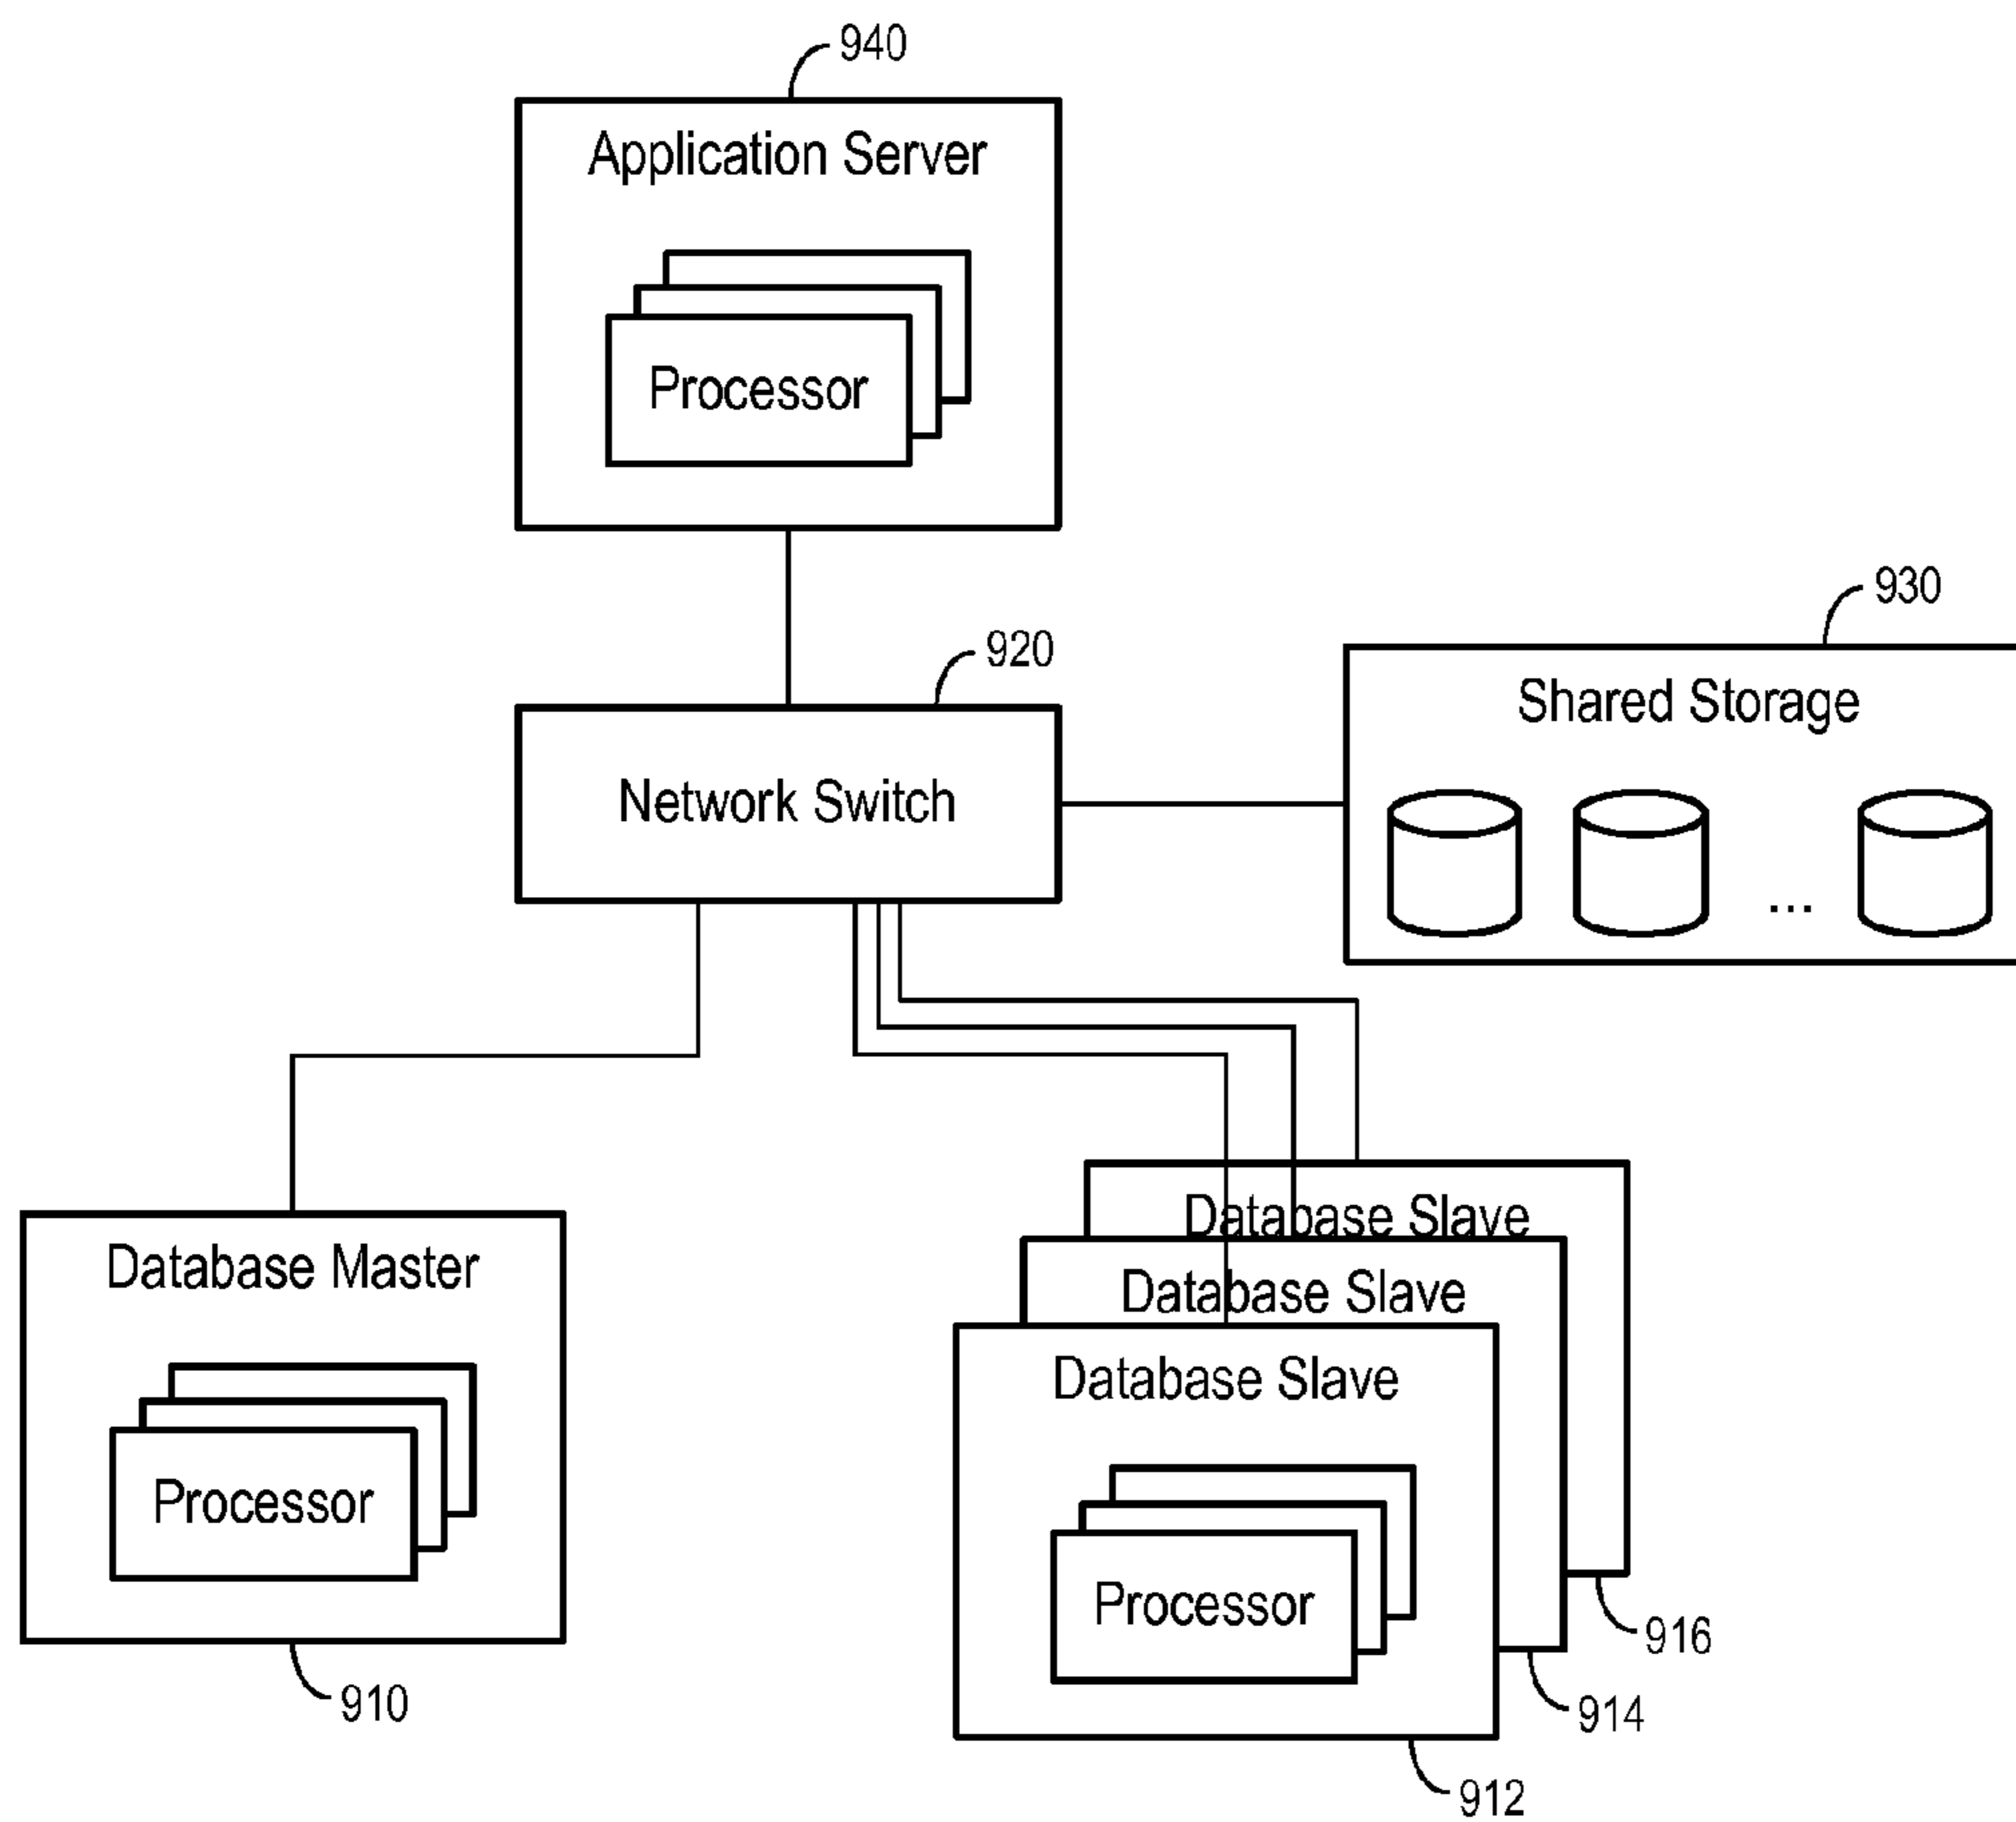 940
Application Server
Processor
930
920
Shared Storage
Network Switch
...
Database Slave
Database Master
Database Slave
Database Slave
Processor
Processor
916
910
914
912